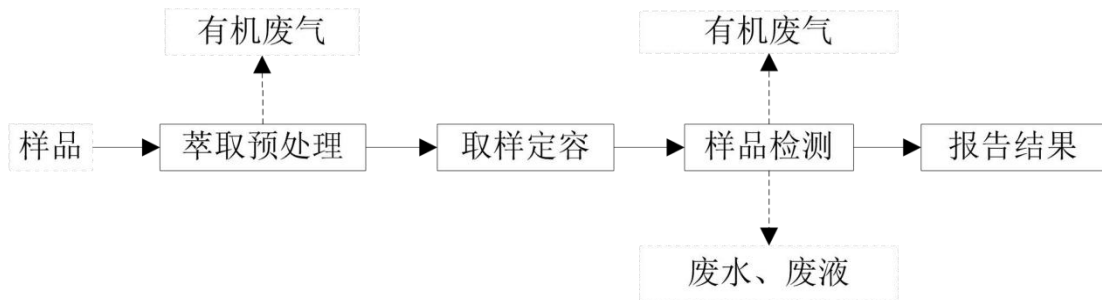 有机废气
有机废气
样品
萃取预处理
取样定容
样品检测
报告结果
废水、废液